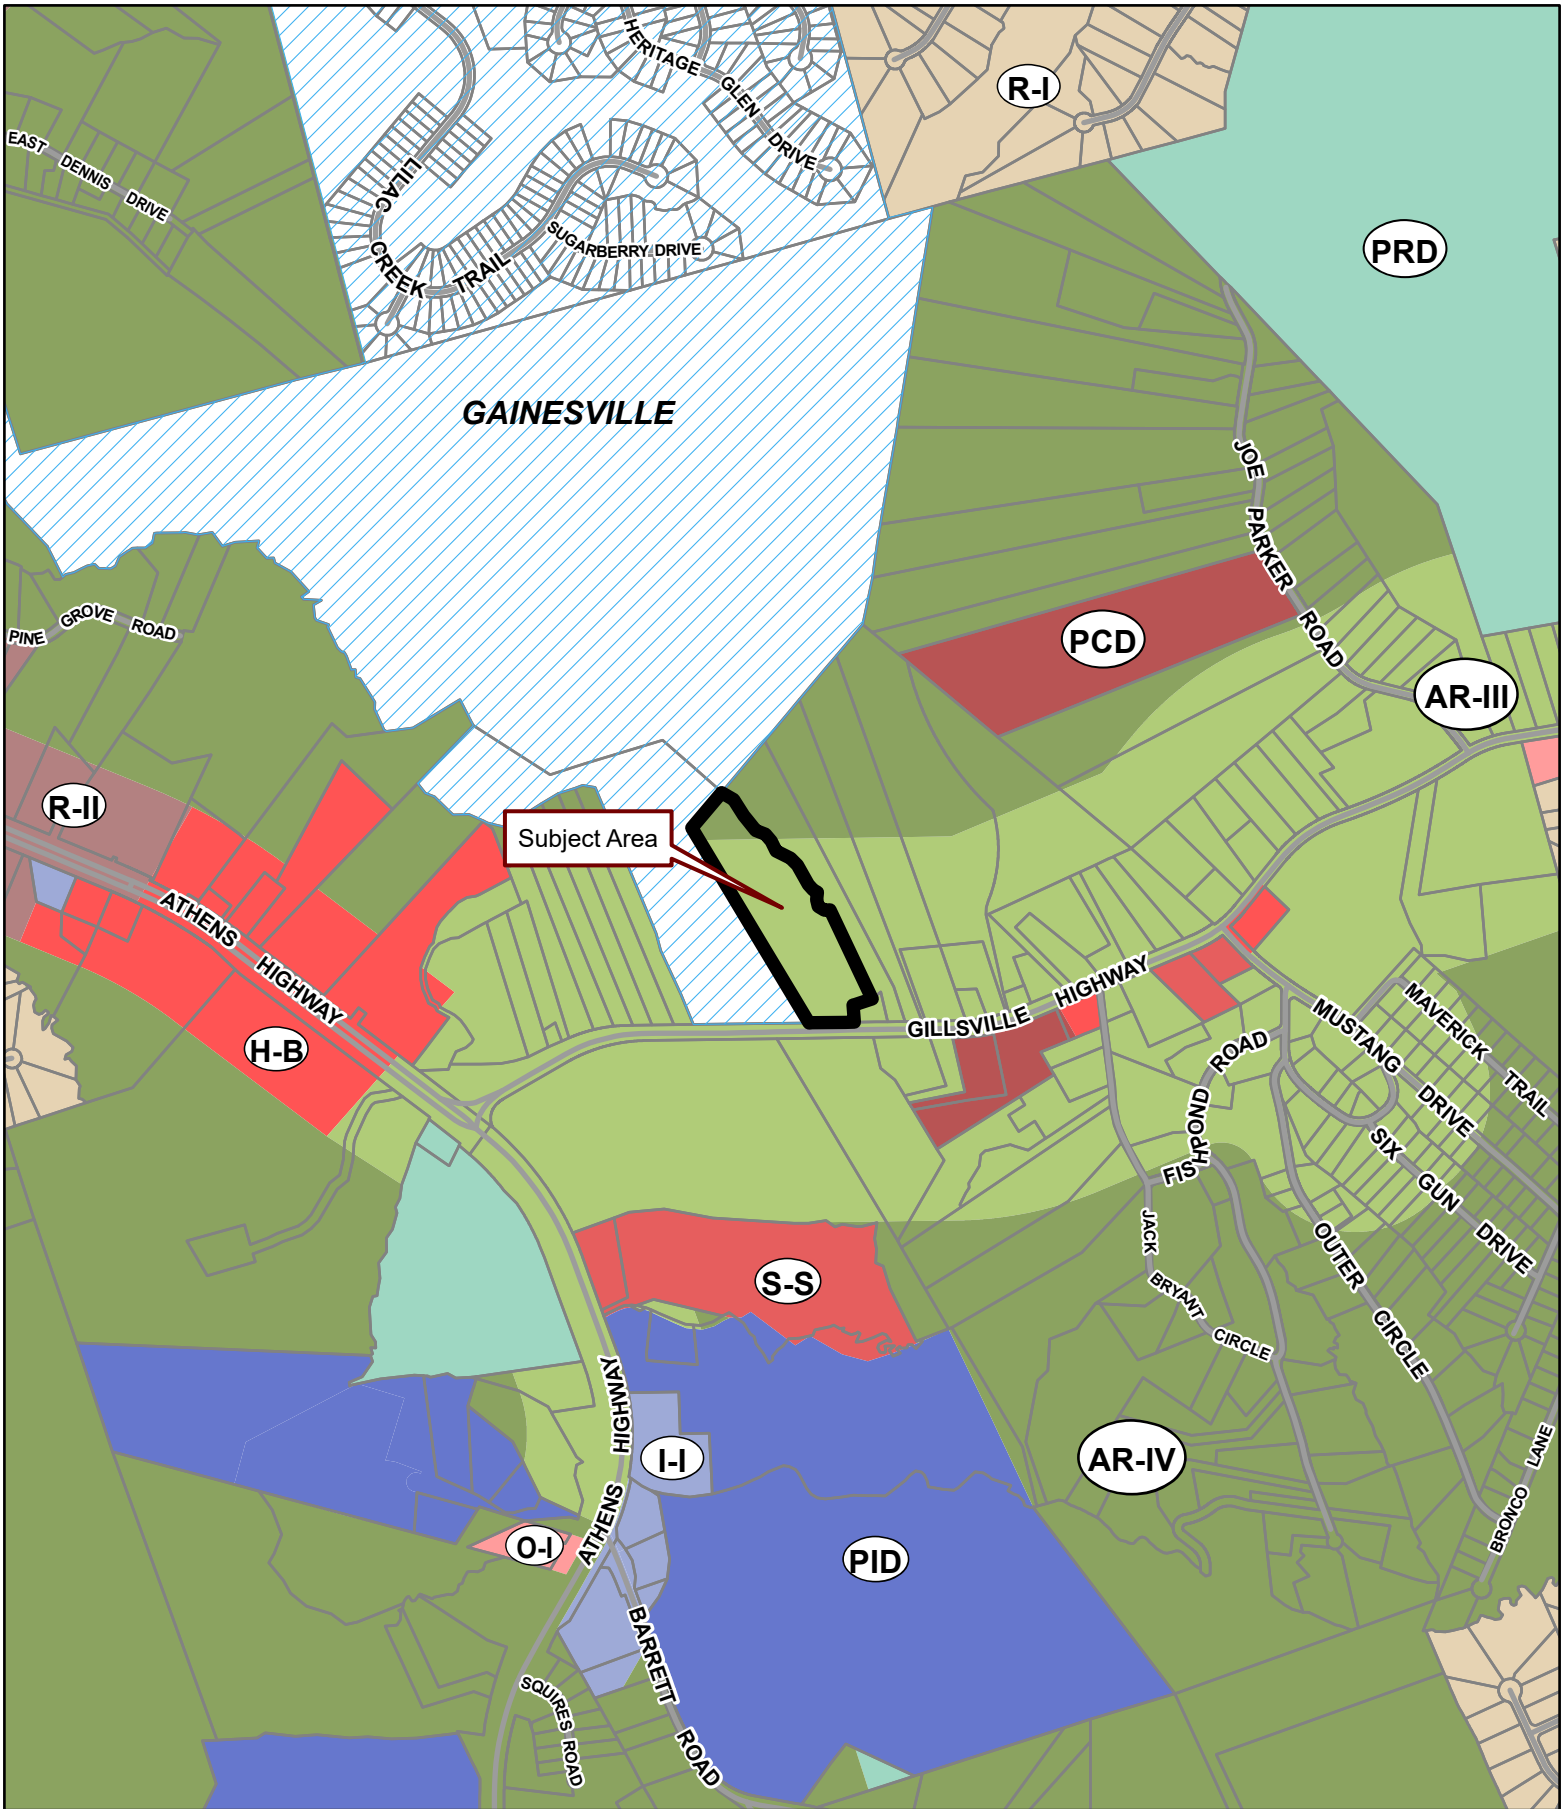 HERITAGE GLEN DRIVE
R-I
EAST DENNIS DRIVE
LILAC CREEK TRAIL
SUGARBERRY DRIVE
PRD
GAINESVILLE
JOE PARKER ROAD
PINE GROVE ROAD
PCD
AR-III
R-II
Subject Area
ATHENS HIGHWAY
GILLSVILLE HIGHWAY
H-B
MAVERICK TRAIL
MUSTANG DRIVE
FISHPOND ROAD
SIX GUN DRIVE
JACK BRYANT CIRCLE
OUTER CIRCLE
S-S
ATHENS HIGHWAY
I-I
AR-IV
BRONCO LANE
O-I
PID
BARRETT ROAD
SQUIRES ROAD